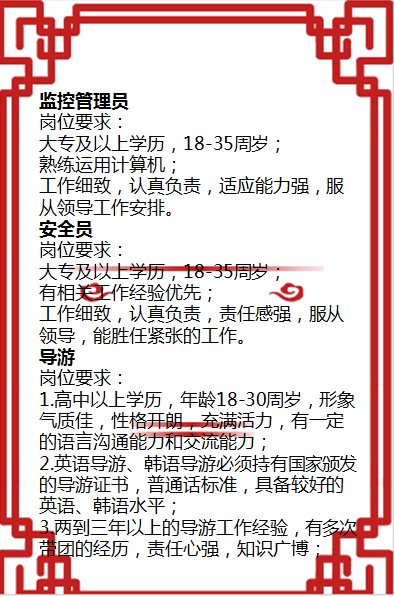 监控管理员
岗位要求：
大专及以上学历，18-35周岁；
熟练运用计算机；
工作细致，认真负责，适应能力强，服
从领导工作安排。
安全员
岗位要求：
大专及以上学历，18-35周岁；
有相关工作经验优先；
工作细致，认真负责，责任感强，服从
领导，能胜任紧张的工作。
导游
岗位要求：
1.高中以上学历，年龄18-30周岁，形象
气质佳，性格开朗，充满活力，有一定
的语言沟通能力和交流能力；
2.英语导游、韩语导游必须持有国家颁发
的导游证书，普通话标准，具备较好的
英语、韩语水平；
3.两到三年以上的导游工作经验，有多次
带团的经历，责任心强，知识广博；